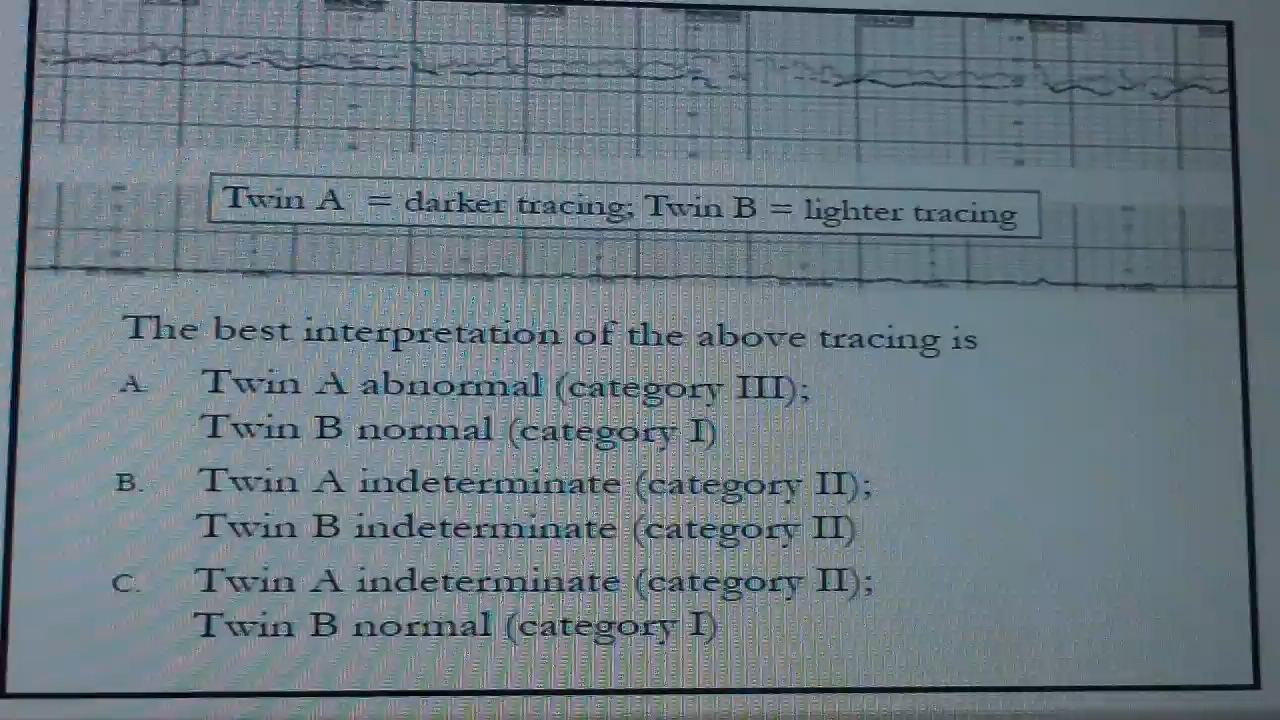 Twin A = darker tracing; Twin B = lighter tracing
The best interpretation of the above tracing is
A. Twin A abnormal (category III);
Twin B normal (category I)
B. Twin A indeterminate (category II);
Twin B indeterminate (category II)
C. Twin A indeterminate (category II);
Twin B normal (category I)